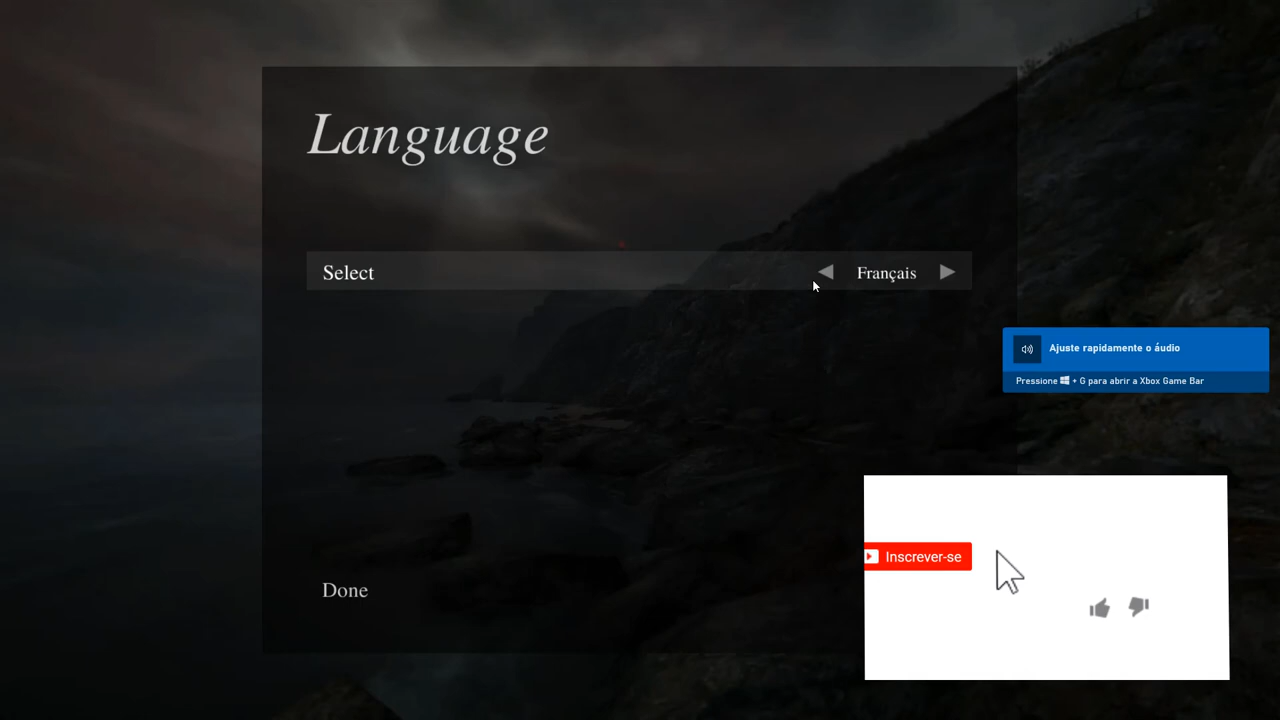 Language
Select
Français
Ajuste rapidamente o áudio
Pressione + G para abrir a Xbox Game Bar
Inscrever-se
Done